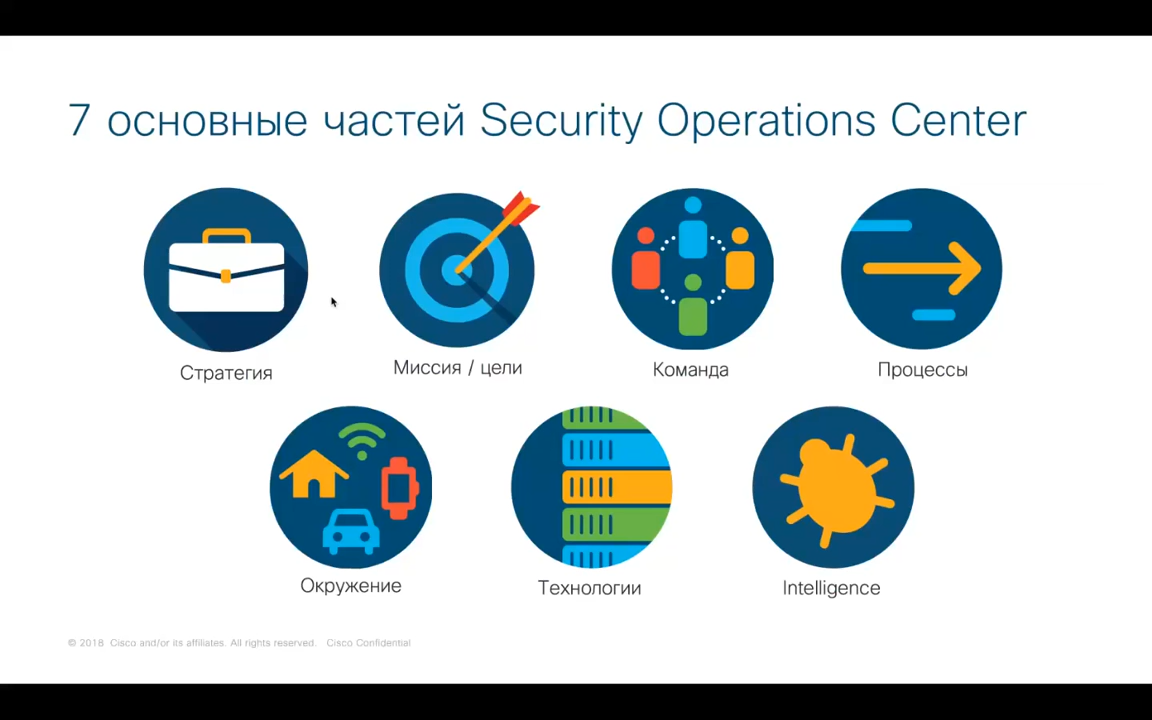 7 основные частей Security Operations Center
Стратегия
Миссия / цели
Команда
Процессы
Окружение
Технологии
Intelligence
© 2018 Cisco and/or its affiliates. All rights reserved. Cisco Confidential